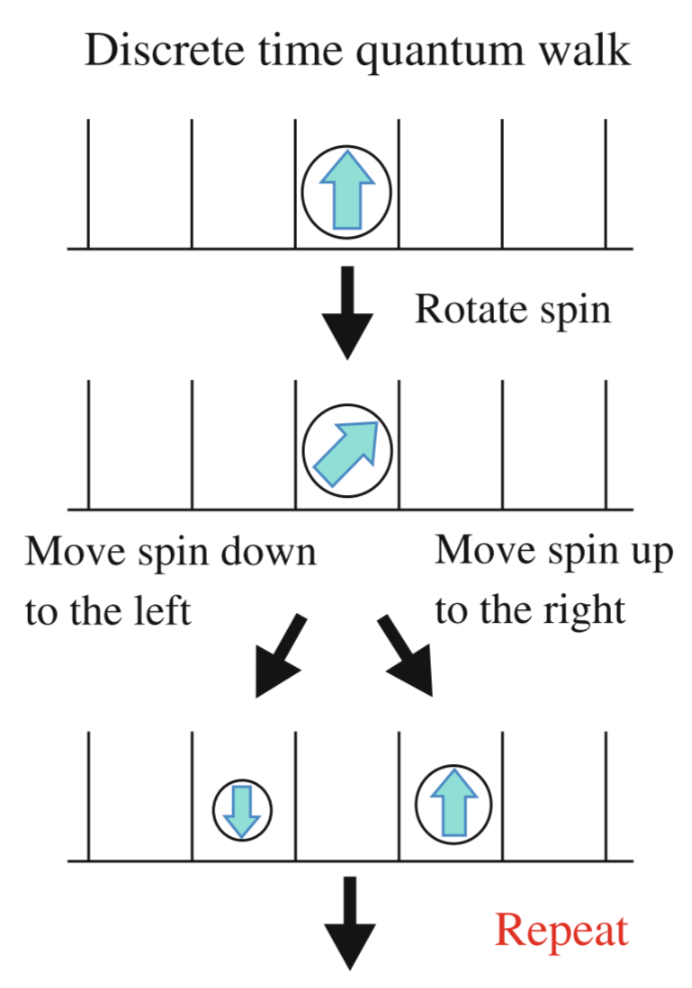 Discrete time quantum walk
Rotate spin
Move spin down
to the left
Move spin up
to the right
Repeat